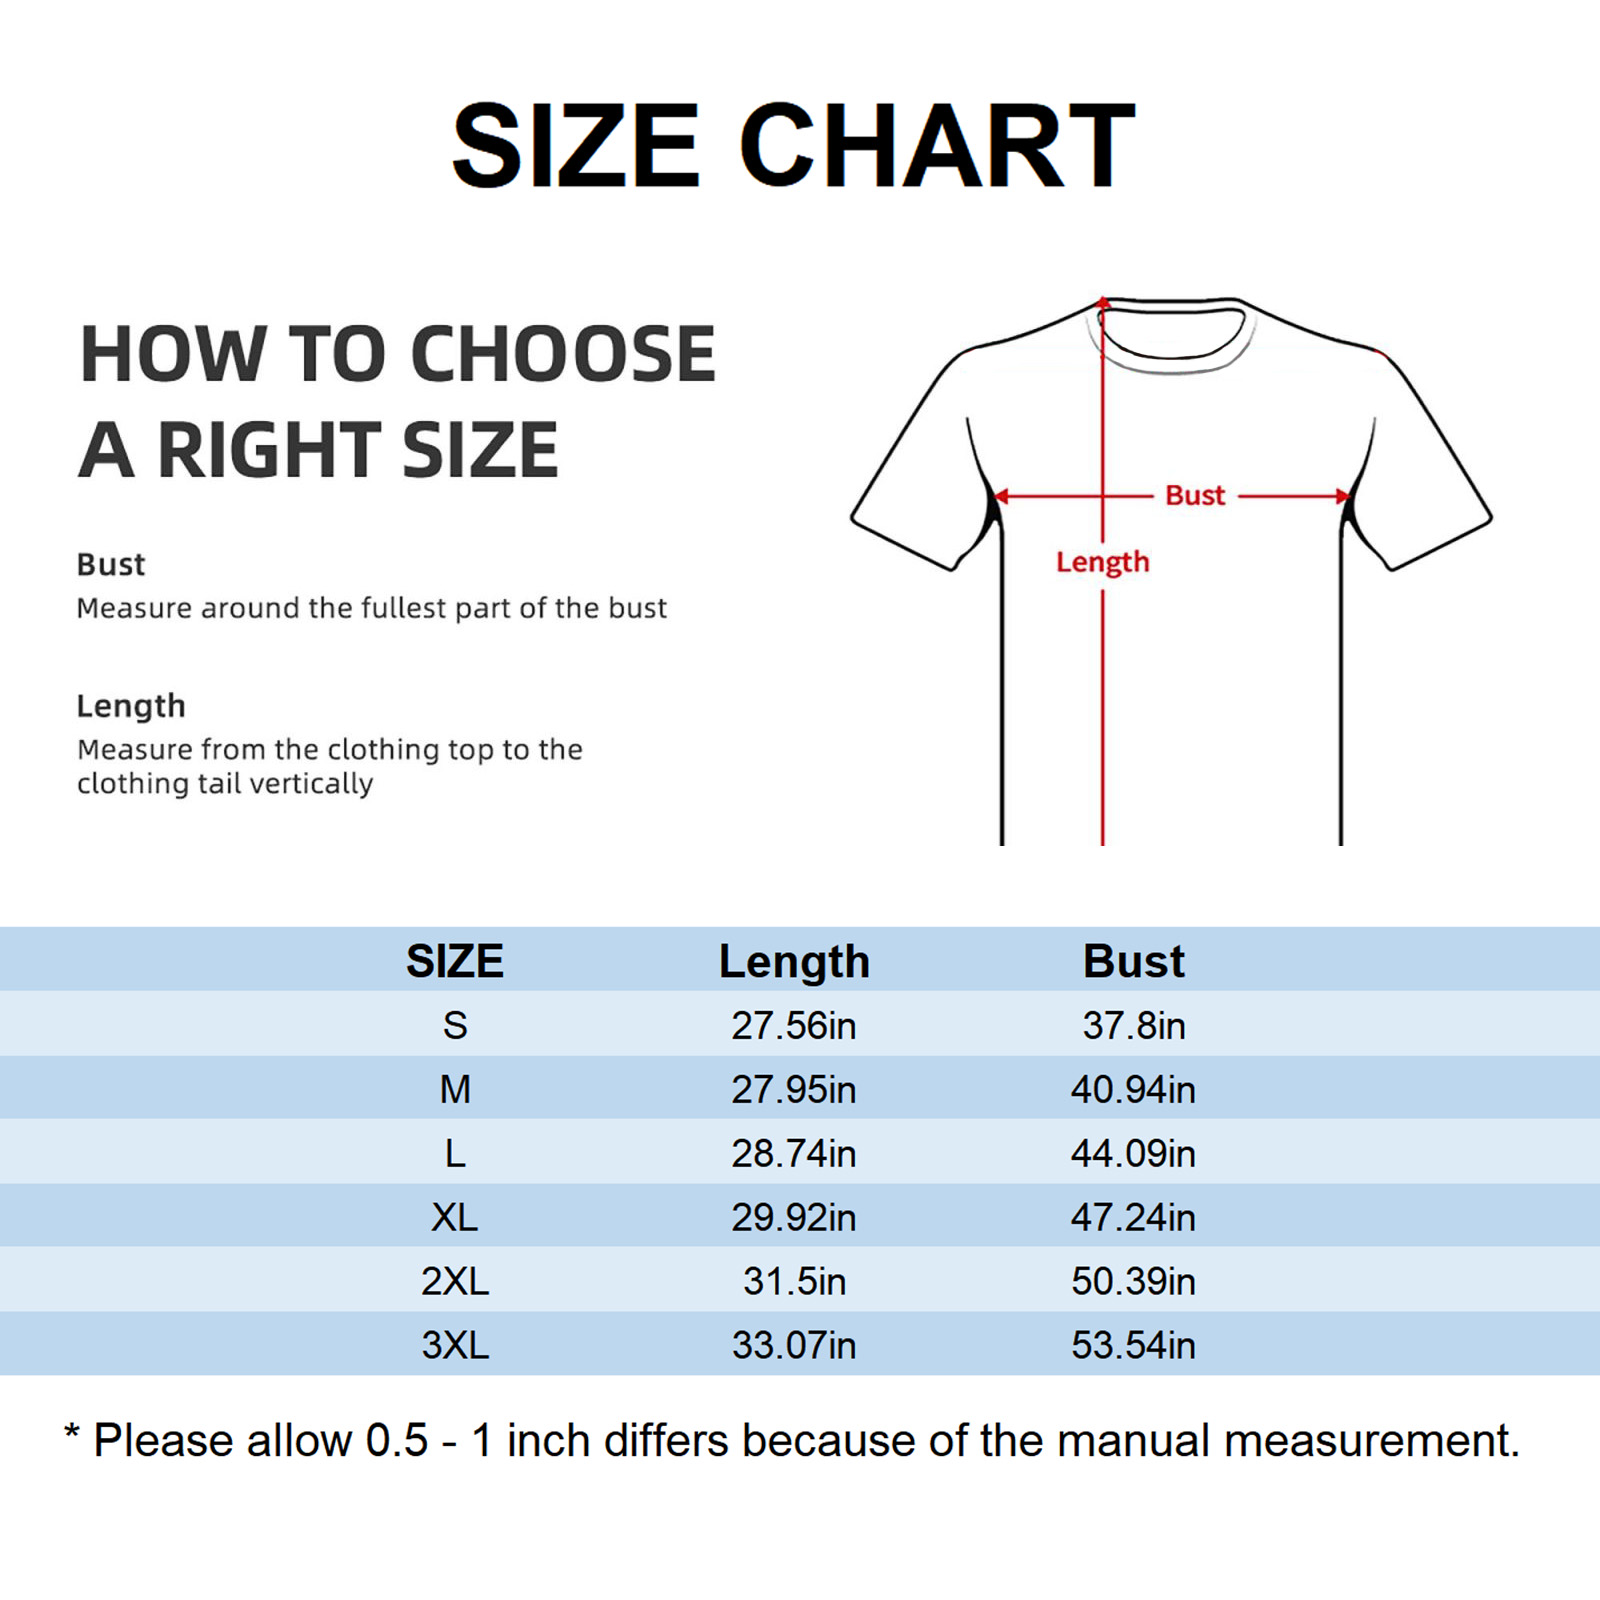 SIZE CHART
HOW TO CHOOSE
A RIGHT SIZE
Bust
Measure around the fullest part of the bust
Length
Measure from the clothing top to the
clothing tail vertically
Bust
Length
SIZE Length Bust
S 27.56in 37.8in
M 27.95in 40.94in
L 28.74in 44.09in
XL 29.92in 47.24in
2XL 31.5in 50.39in
3XL 33.07in 53.54in
* Please allow 0.5 - 1 inch differs because of the manual measurement.